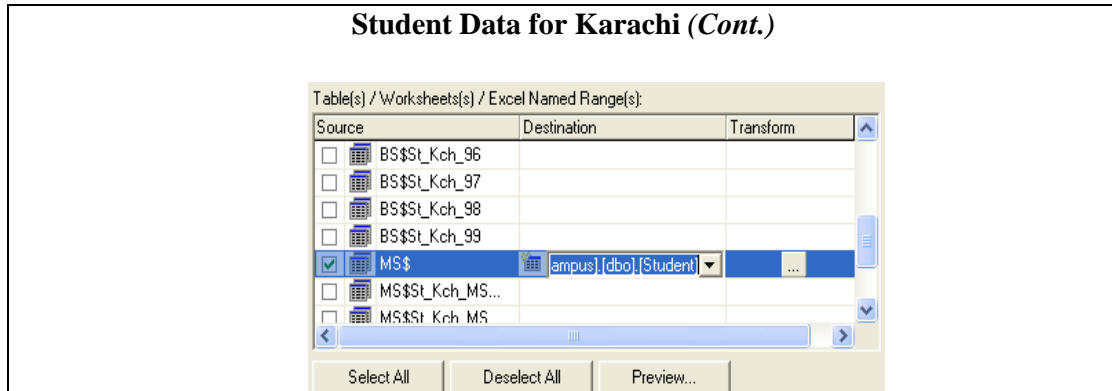 Student Data for Karachi (Cont.)
Table(s) / Worksheets(s) / Excel Named Range(s):
Source Destination Transform
BS$St_Kch_96
BS$St_Kch_97
BS$St_Kch_98
BS$St_Kch_99
MS$ ampus].[dbo].[Student] ...
MS$St_Kch_MS...
MS$St_Kch_MS
Select All Deselect All Preview...